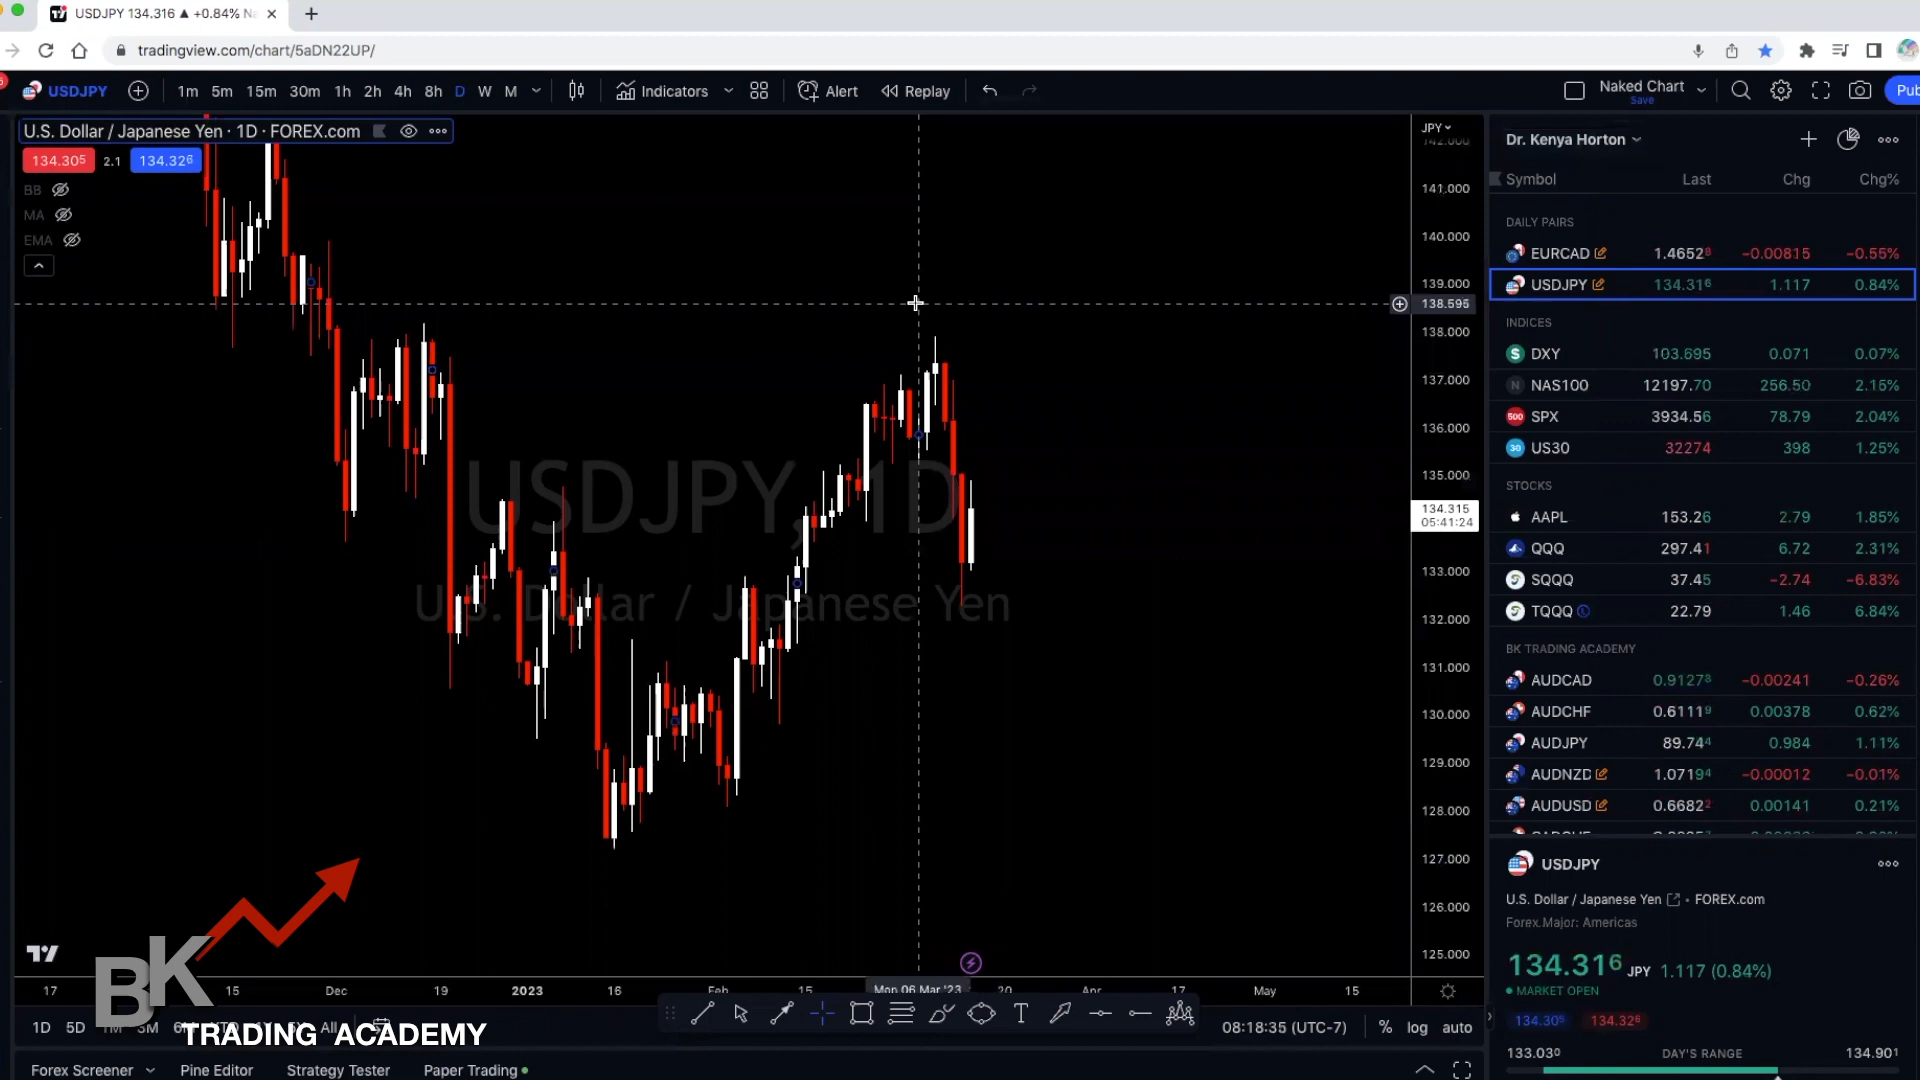 USDJPY 134.316 ▲ +0.84% Na
tradingview.com/chart/5aDN22UP/
USDJPY 1m 5m 15m 30m 1h 2h 4h 8h D W M Indicators Alert Replay Naked Chart Save Pub
U.S. Dollar / Japanese Yen · 1D · FOREX.com
134.305 2.1 134.326
BB
MA
EMA
JPY
142.000
141.000
140.000
139.000
138.595
138.000
137.000
136.000
135.000
134.315
05:41:24
133.000
132.000
131.000
130.000
129.000
128.000
127.000
126.000
125.000
USDJPY, 1D
U.S. Dollar / Japanese Yen
17 15 Dec 19 2023 16 Feb 15 Mon 06 Mar '23 20 Apr 17 May 15
BK
TRADING ACADEMY
1D 5D 1M 3M 6M YTD All
08:18:35 (UTC-7) % log auto
Forex Screener Pine Editor Strategy Tester Paper Trading
Dr. Kenya Horton
Symbol Last Chg Chg%
DAILY PAIRS
EURCAD 1.46528 −0.00815 −0.55%
USDJPY 134.316 1.117 0.84%
INDICES
DXY 103.695 0.071 0.07%
NAS100 12197.70 256.50 2.15%
SPX 3934.56 78.79 2.04%
US30 32274 398 1.25%
STOCKS
AAPL 153.26 2.79 1.85%
QQQ 297.41 6.72 2.31%
SQQQ 37.45 −2.74 −6.83%
TQQQ 22.79 1.46 6.84%
BK TRADING ACADEMY
AUDCAD 0.91278 −0.00241 −0.26%
AUDCHF 0.61119 0.00378 0.62%
AUDJPY 89.744 0.984 1.11%
AUDNZD 1.07194 −0.00012 −0.01%
AUDUSD 0.66822 0.00141 0.21%
USDJPY
U.S. Dollar / Japanese Yen • FOREX.com
Forex.Major: Americas
134.316 JPY 1.117 (0.84%)
MARKET OPEN
134.305 134.326
133.030 DAY'S RANGE 134.901